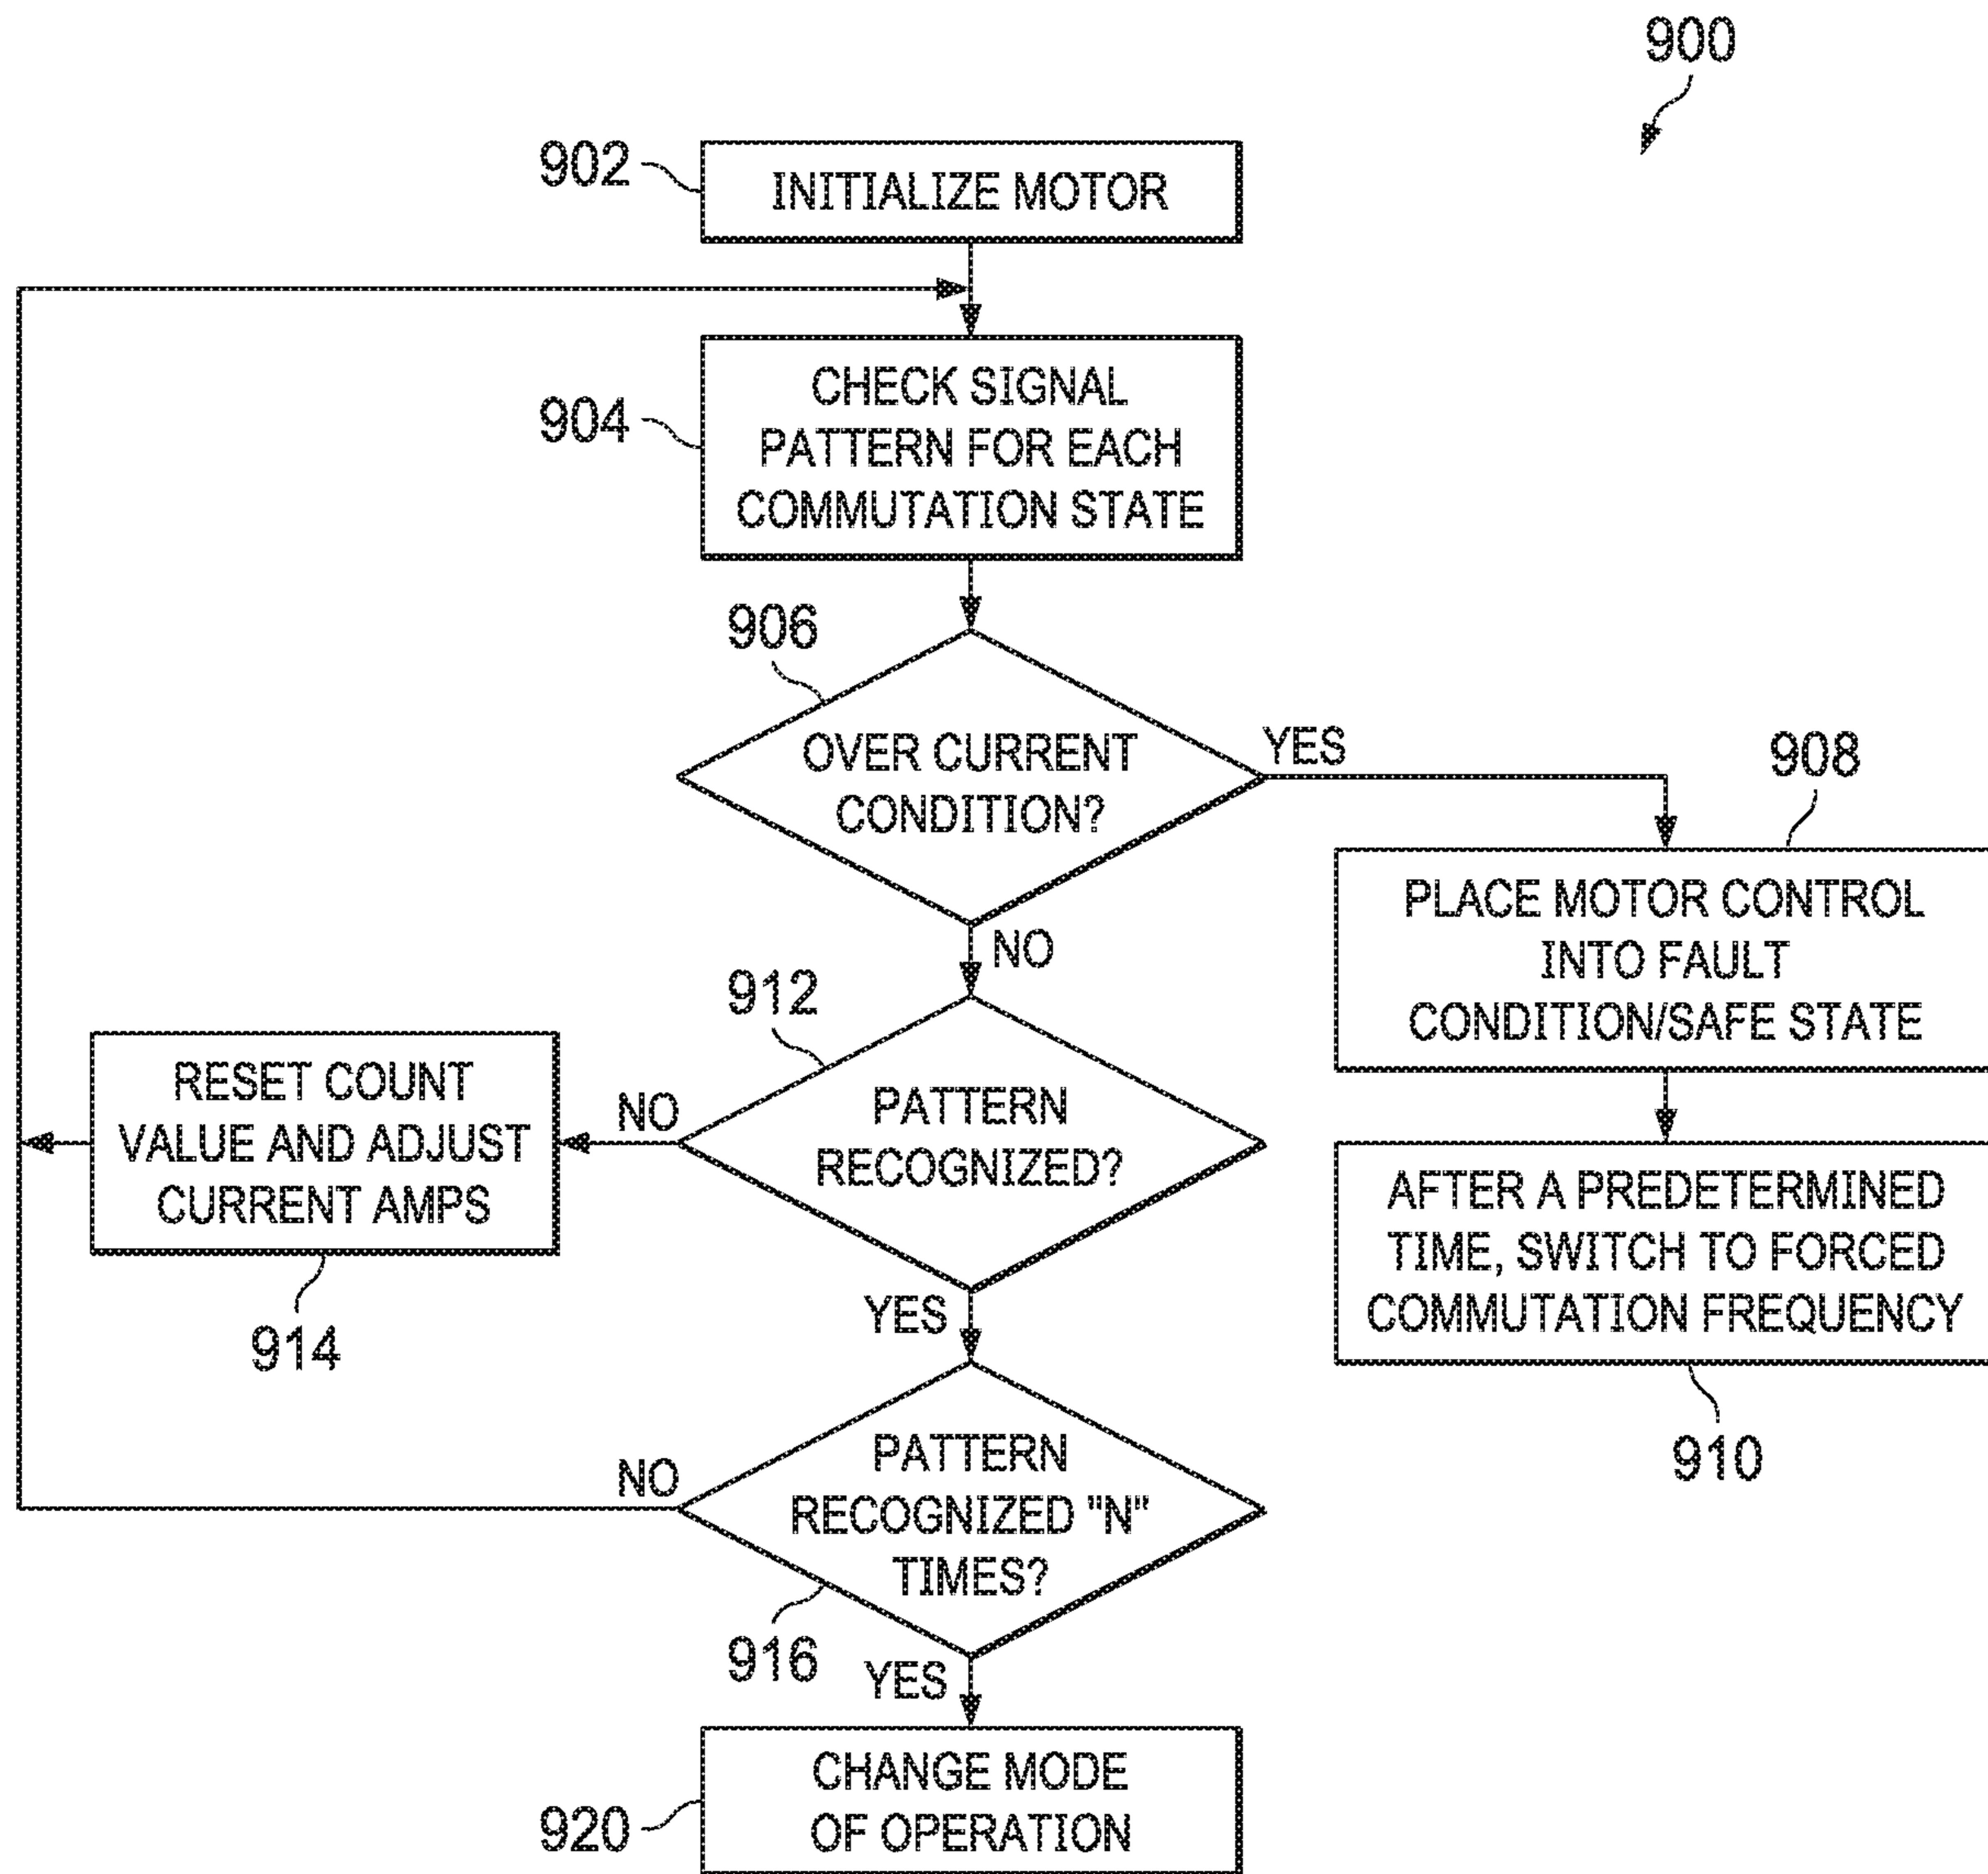 900
902
INITIALIZE MOTOR
904
CHECK SIGNAL
PATTERN FOR EACH
COMMUTATION STATE
906
OVER CURRENT
CONDITION?
YES
NO
908
PLACE MOTOR CONTROL
INTO FAULT
CONDITION/SAFE STATE
AFTER A PREDETERMINED
TIME, SWITCH TO FORCED
COMMUTATION FREQUENCY
910
912
PATTERN
RECOGNIZED?
NO
YES
RESET COUNT
VALUE AND ADJUST
CURRENT AMPS
914
PATTERN
RECOGNIZED "N"
TIMES?
NO
916
YES
CHANGE MODE
OF OPERATION
920